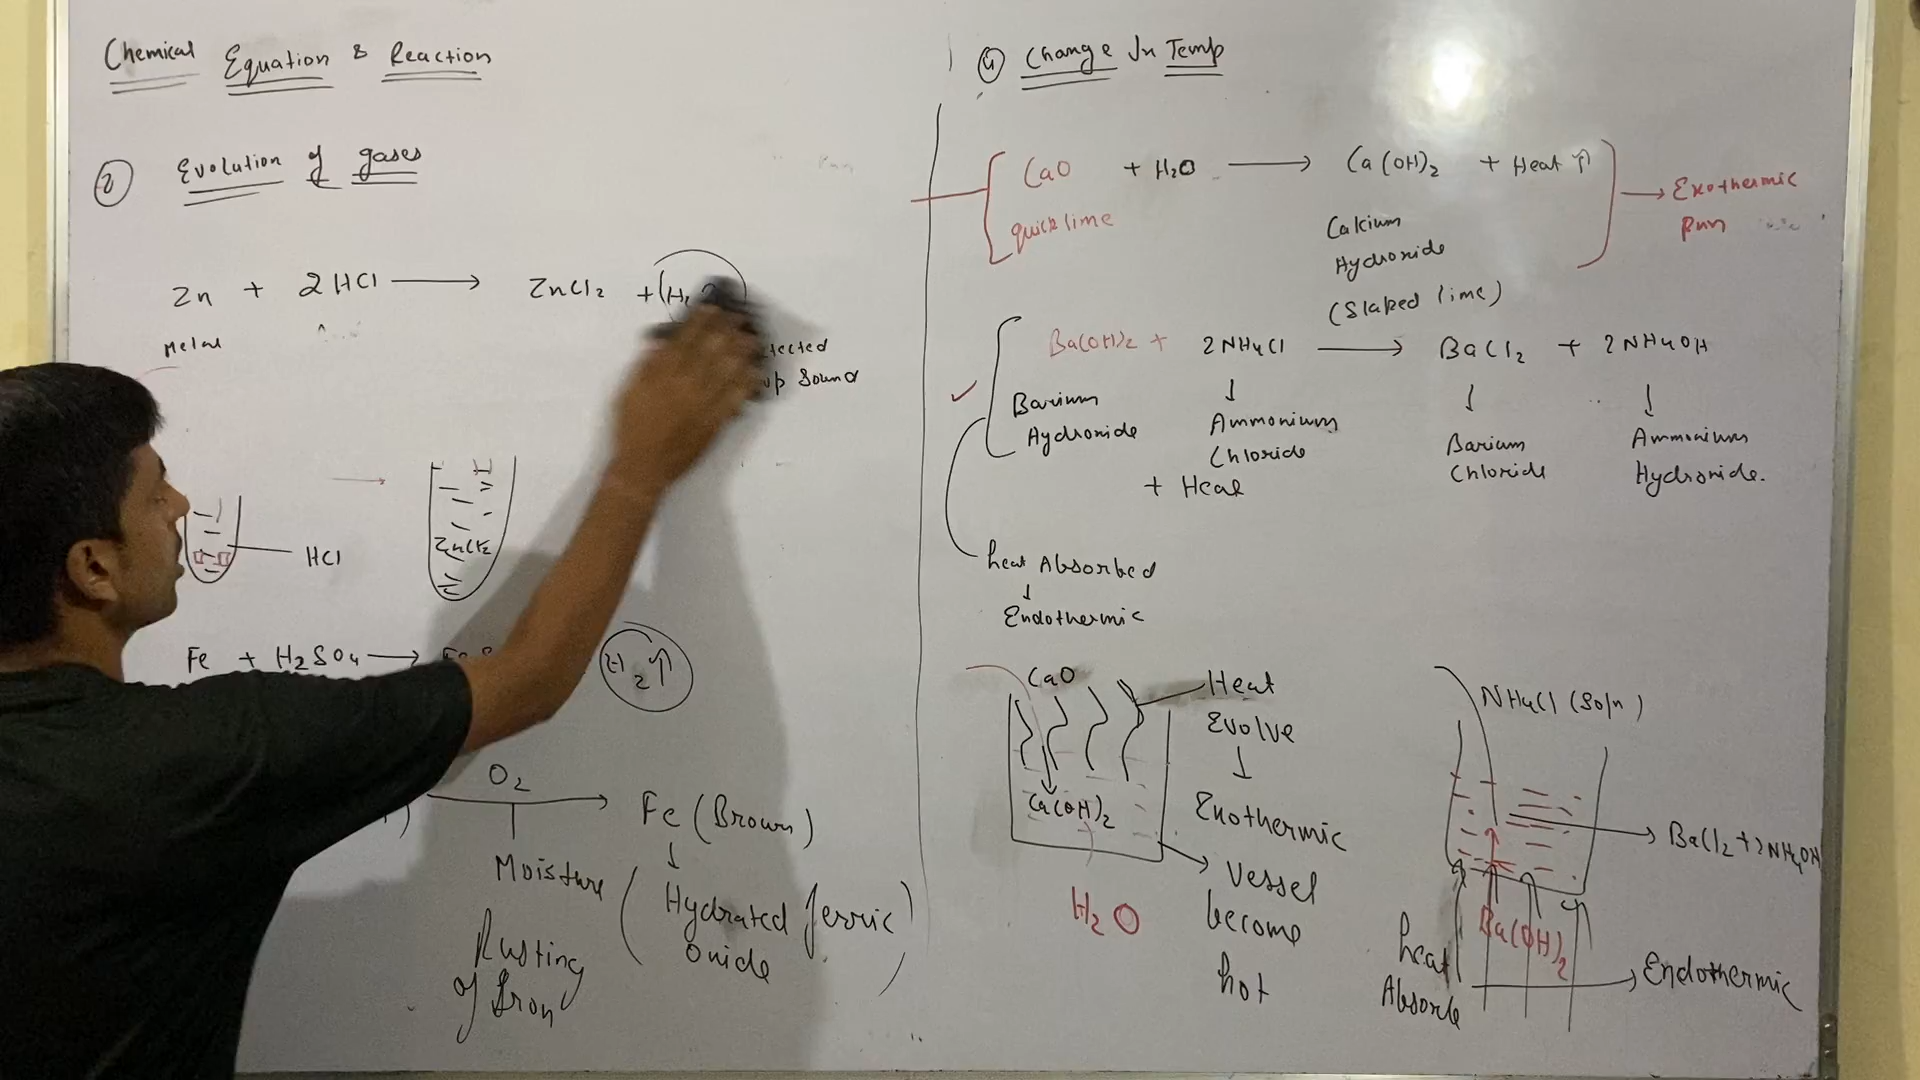 Chemical Equation & Reaction
② Evolution of gases
Zn + 2HCl ⟶ ZnCl2 + (H2
Metal
Sound
HCl
ZnCl2
Fe + H2SO4 ⟶
H2↑
O2
Fe (Brown)
↓
Moisture
(Hydrated ferric
Oxide
)
Rusting
of Iron
④ Change In Temp
CaO + H2O ⟶ Ca(OH)2 + Heat ↑
quicklime
→ Exothermic
Rxn
Calcium
Hydroxide
(Slaked lime)
Ba(OH)2 + 2NH4Cl ⟶ BaCl2 + 2NH4OH
↓ ↓ ↓
Barium
Hydroxide
Ammonium
Chloride
Barium
Chloride
Ammonium
Hydroxide.
+ Heat
heat Absorbed
↓
Endothermic
CaO
Heat
Evolve
↓
Exothermic
Ca(OH)2
→ Vessel
become
hot
H2O
NH4Cl (Soln)
→ BaCl2 + 2NH4OH
Ba(OH)2
heat
Absorbe
→ Endothermic